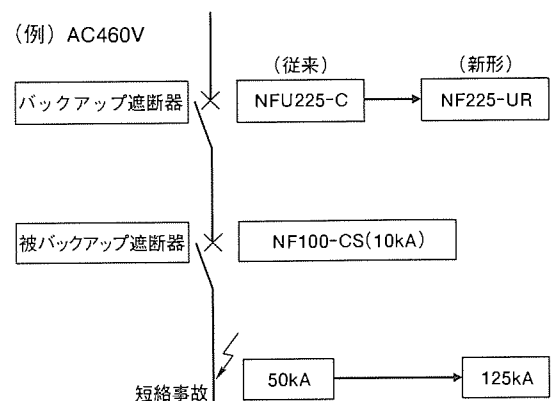 (例) AC460V
(従来) (新形)
バックアップ遮断器 NFU225-C NF225-UR
被バックアップ遮断器 NF100-CS(10kA)
短絡事故 50kA 125kA